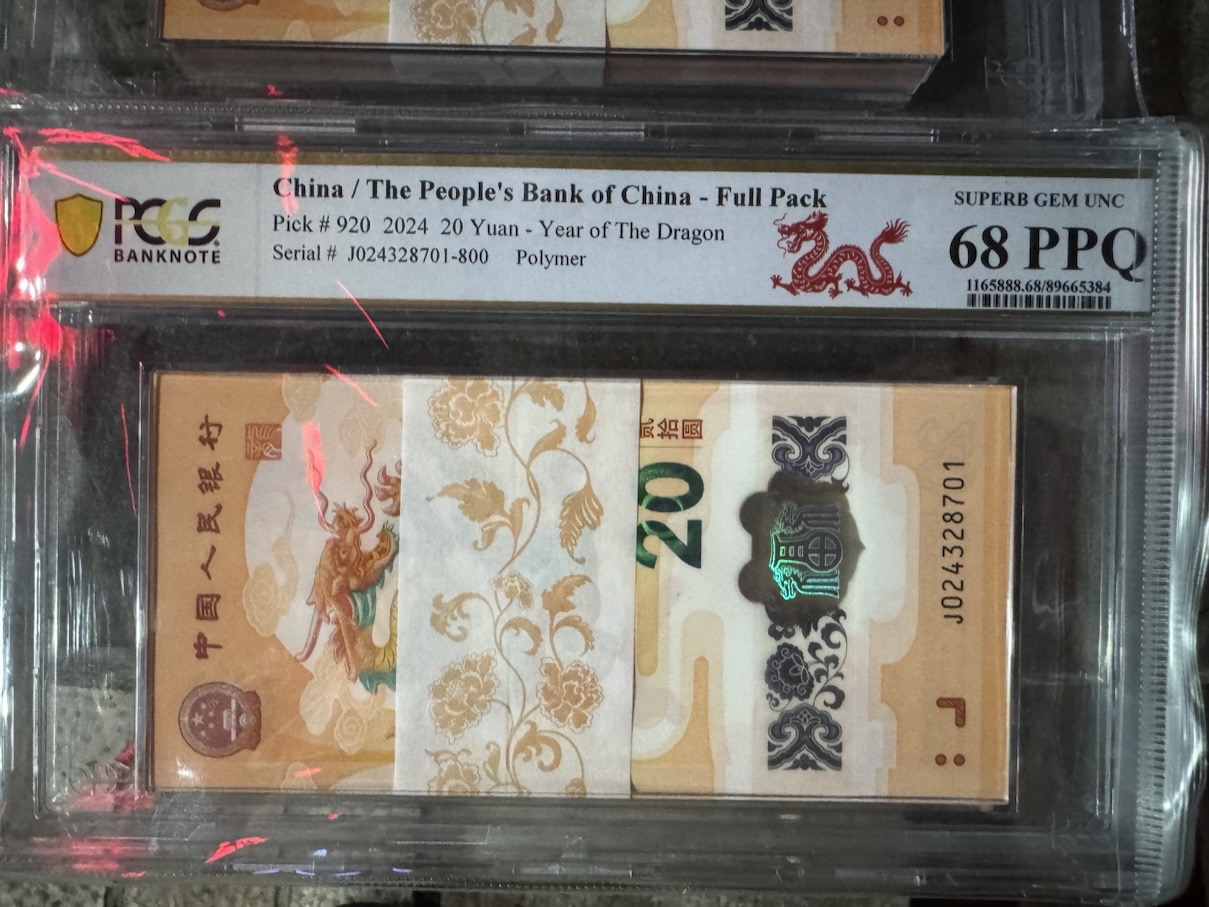 PCGS
BANKNOTE
China / The People's Bank of China - Full Pack
Pick # 920 2024 20 Yuan - Year of The Dragon
Serial # J024328701-800 Polymer
SUPERB GEM UNC
68 PPQ
1165888.68/89665384
中国人民银行
贰拾圆
20
J024328701